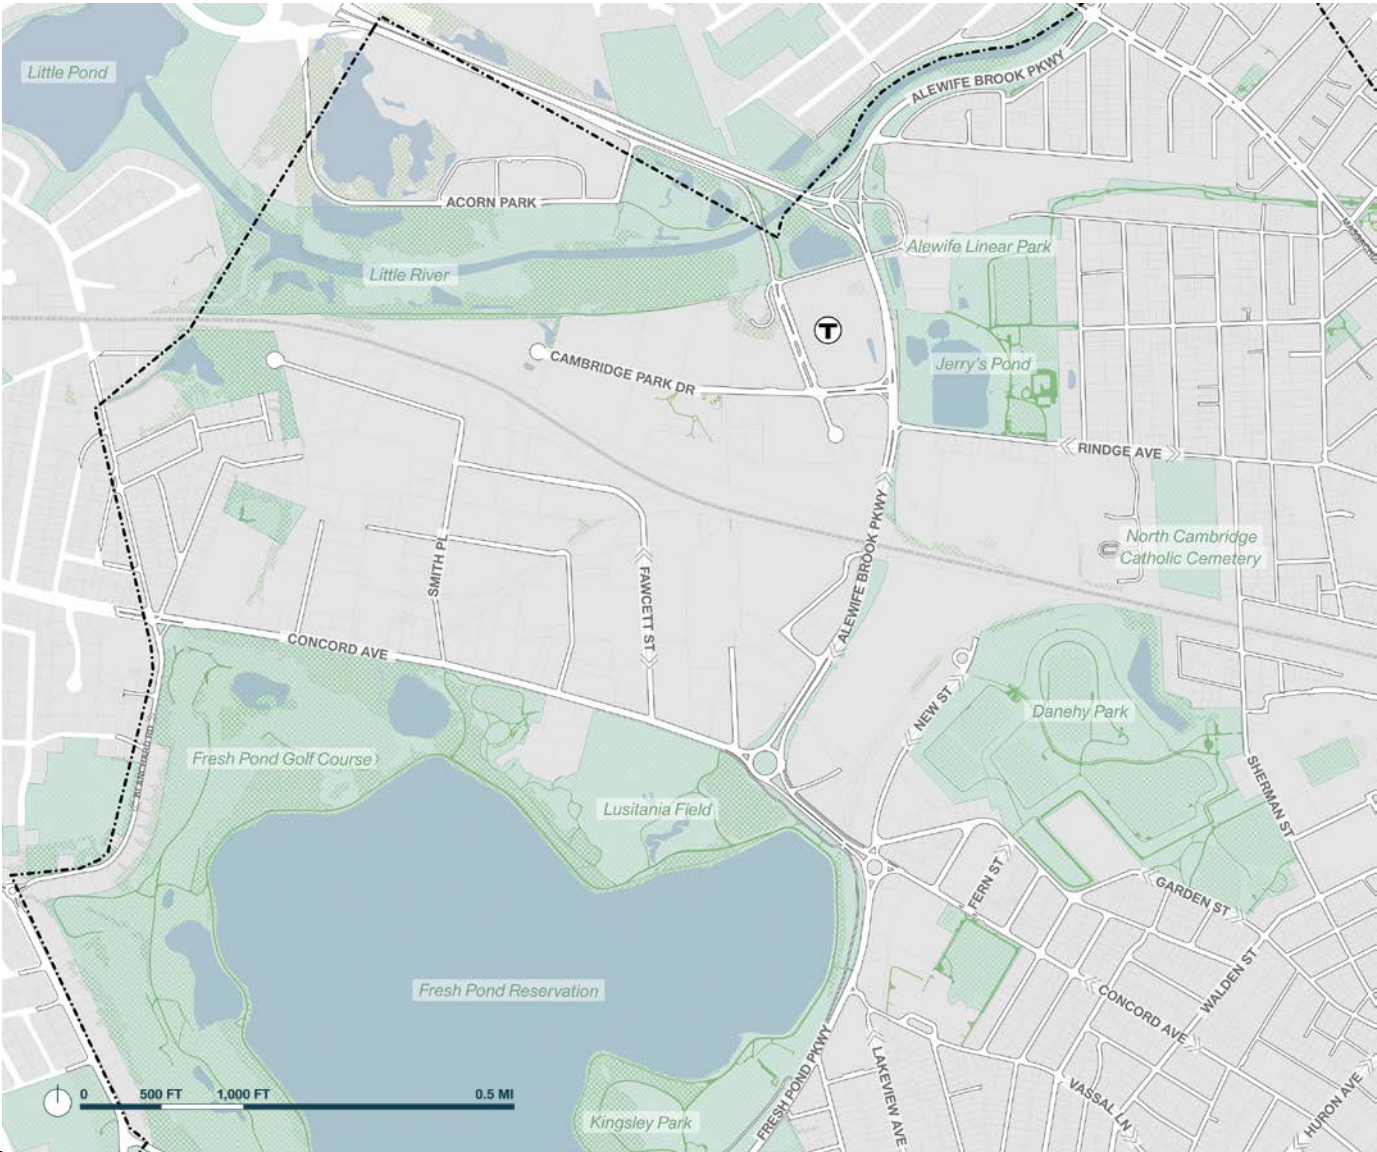 Little Pond
ALEWIFE BROOK PKWY
ACORN PARK
Alewife Linear Park
Little River
T
CAMBRIDGE PARK DR
Jerry's Pond
RINDGE AVE
North Cambridge
Catholic Cemetery
SMITH PL
FAWCETT ST
ALEWIFE BROOK PKWY
CONCORD AVE
NEW ST
Danehy Park
BLANCHARD RD
Fresh Pond Golf Course
Lusitania Field
SHERMAN ST
FERN ST
GARDEN ST
WALDEN ST
Fresh Pond Reservation
CONCORD AVE
FRESH POND PKWY
LAKEVIEW AVE
VASSAL LN
HURON AVE
0 500 FT 1,000 FT 0.5 MI
Kingsley Park